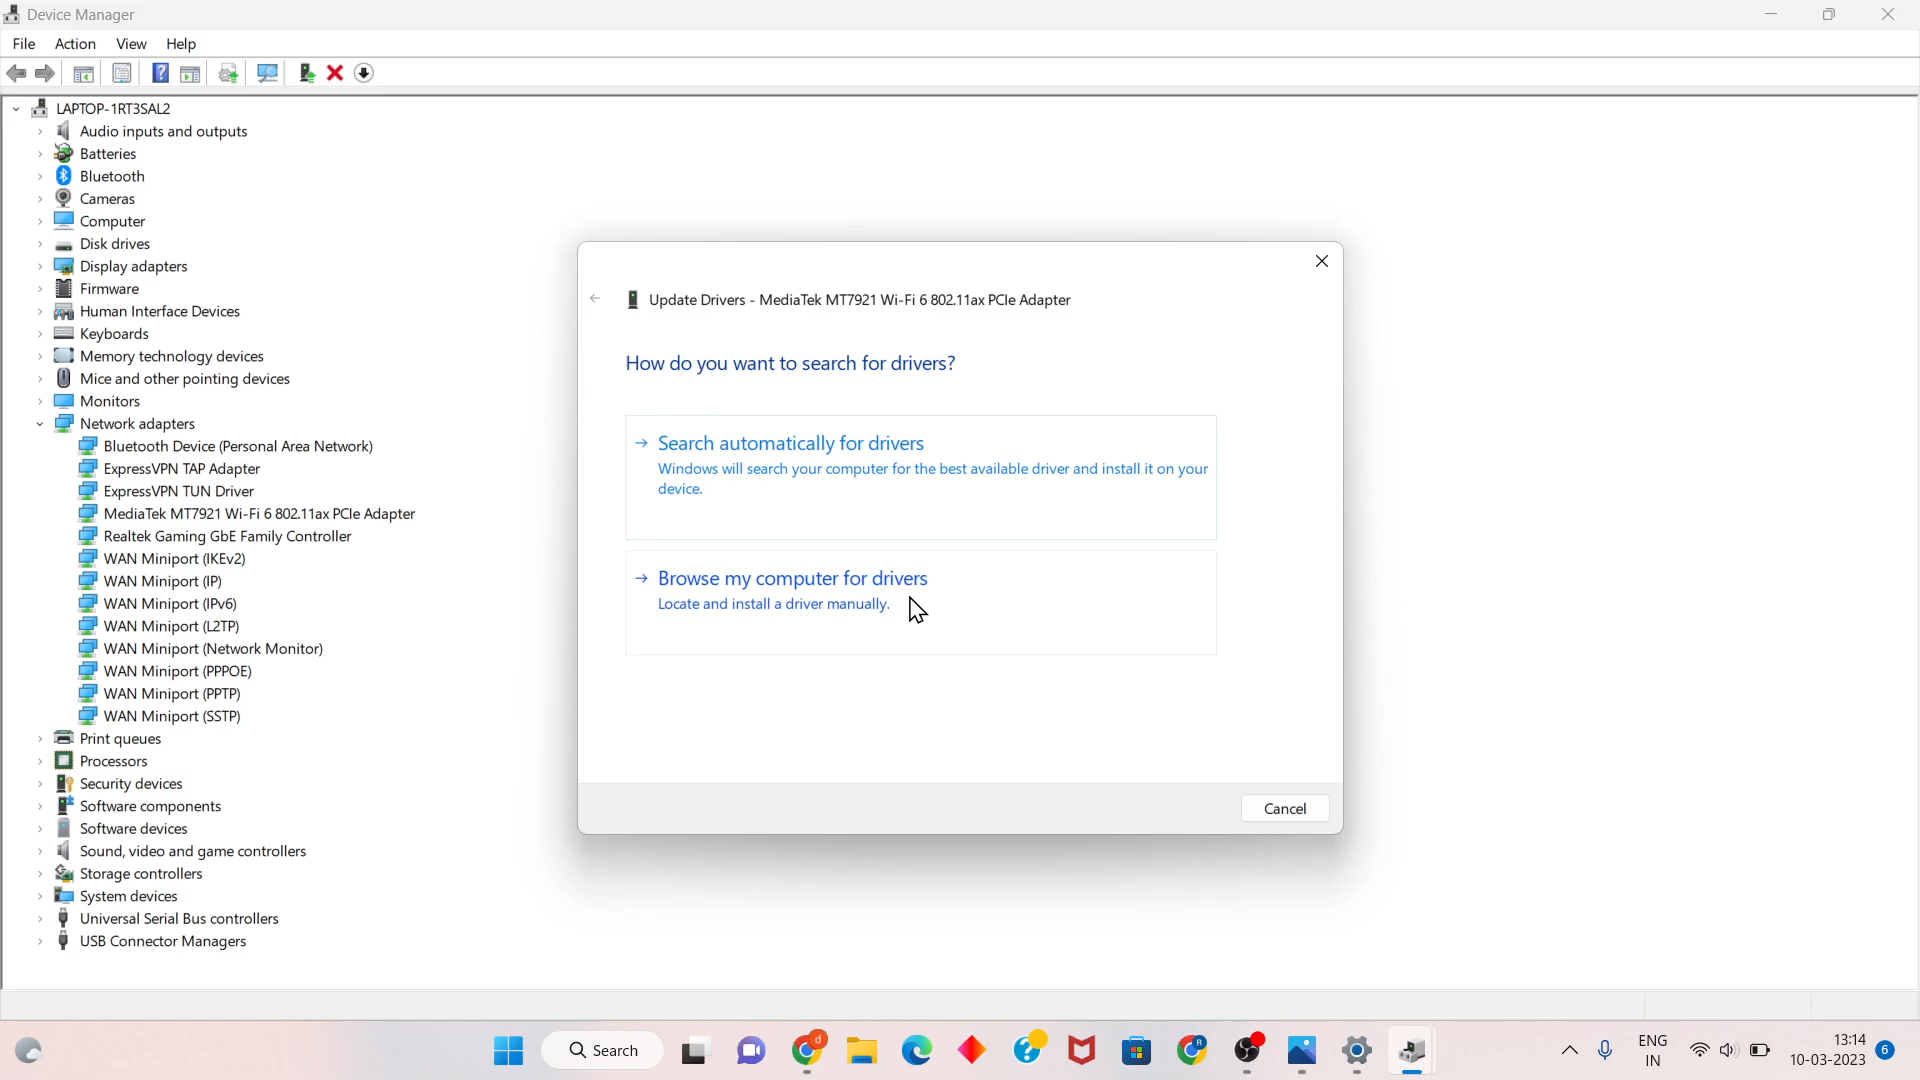 Device Manager
File Action View Help
LAPTOP-1RT3SAL2
Audio inputs and outputs
Batteries
Bluetooth
Cameras
Computer
Disk drives
Display adapters
Firmware
Human Interface Devices
Keyboards
Memory technology devices
Mice and other pointing devices
Monitors
Network adapters
Bluetooth Device (Personal Area Network)
ExpressVPN TAP Adapter
ExpressVPN TUN Driver
MediaTek MT7921 Wi-Fi 6 802.11ax PCIe Adapter
Realtek Gaming GbE Family Controller
WAN Miniport (IKEv2)
WAN Miniport (IP)
WAN Miniport (IPv6)
WAN Miniport (L2TP)
WAN Miniport (Network Monitor)
WAN Miniport (PPPOE)
WAN Miniport (PPTP)
WAN Miniport (SSTP)
Print queues
Processors
Security devices
Software components
Software devices
Sound, video and game controllers
Storage controllers
System devices
Universal Serial Bus controllers
USB Connector Managers
Update Drivers - MediaTek MT7921 Wi-Fi 6 802.11ax PCIe Adapter
How do you want to search for drivers?
Search automatically for drivers
Windows will search your computer for the best available driver and install it on your
device.
Browse my computer for drivers
Locate and install a driver manually.
Cancel
Search
d
R
ENG
IN
13:14
10-03-2023
6